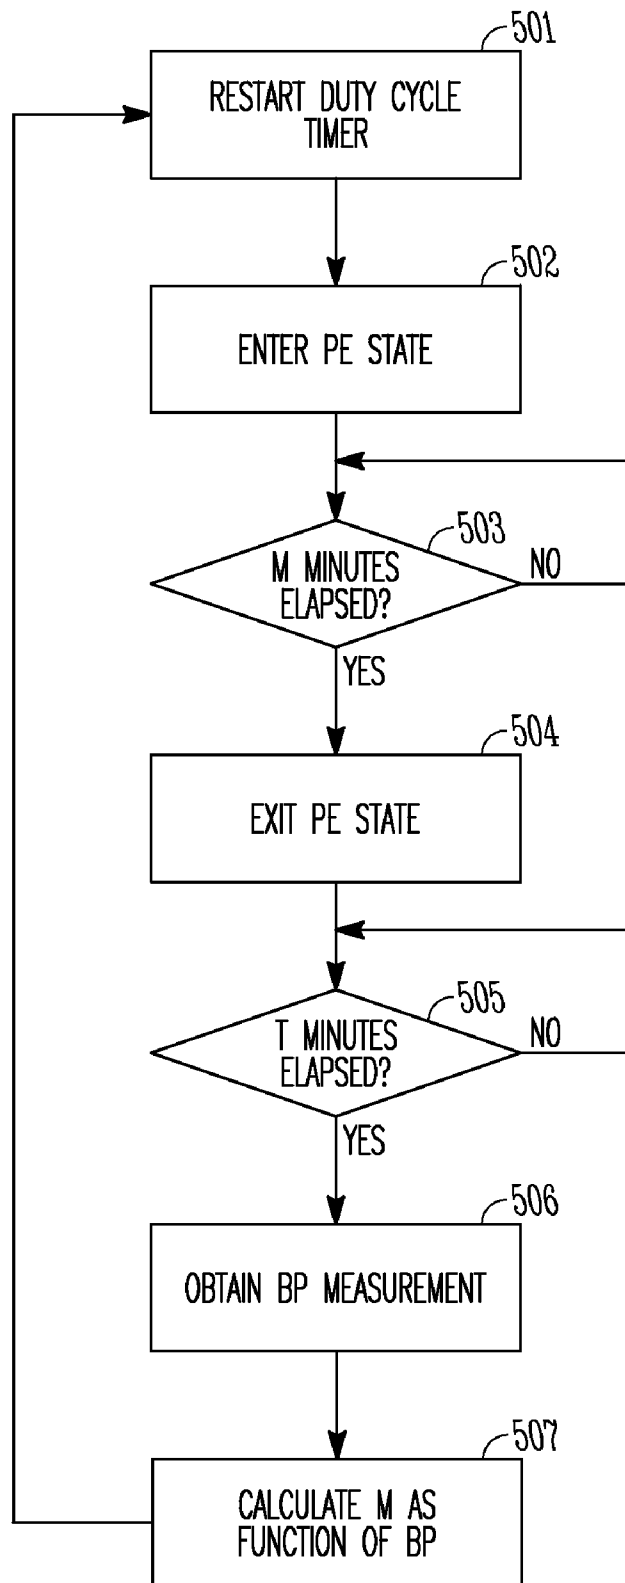 501
RESTART DUTY CYCLE
TIMER
502
ENTER PE STATE
503
M MINUTES
ELAPSED?
NO
YES
504
EXIT PE STATE
505
T MINUTES
ELAPSED?
NO
YES
506
OBTAIN BP MEASUREMENT
507
CALCULATE M AS
FUNCTION OF BP